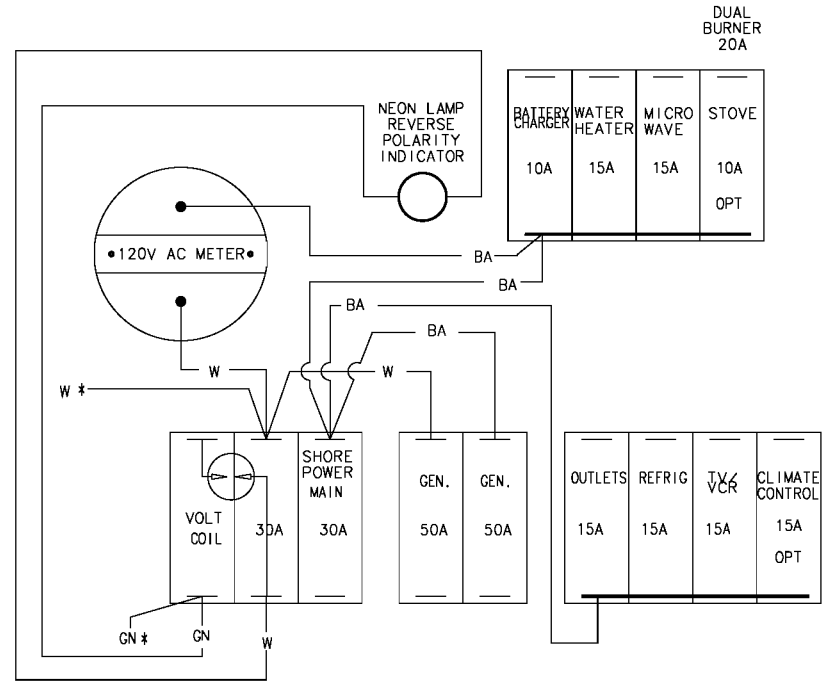 DUAL
BURNER
20A
NEON LAMP
REVERSE
POLARITY
INDICATOR
BATTERY
CHARGER
10A
WATER
HEATER
15A
MICRO
WAVE
15A
STOVE
10A
OPT
•120V AC METER•
BA
BA
BA
BA
W
W
W *
VOLT
COIL
30A
SHORE
POWER
MAIN
30A
GEN.
50A
GEN.
50A
OUTLETS
15A
REFRIG
15A
TV/
VCR
15A
CLIMATE
CONTROL
15A
OPT
GN *
GN
W